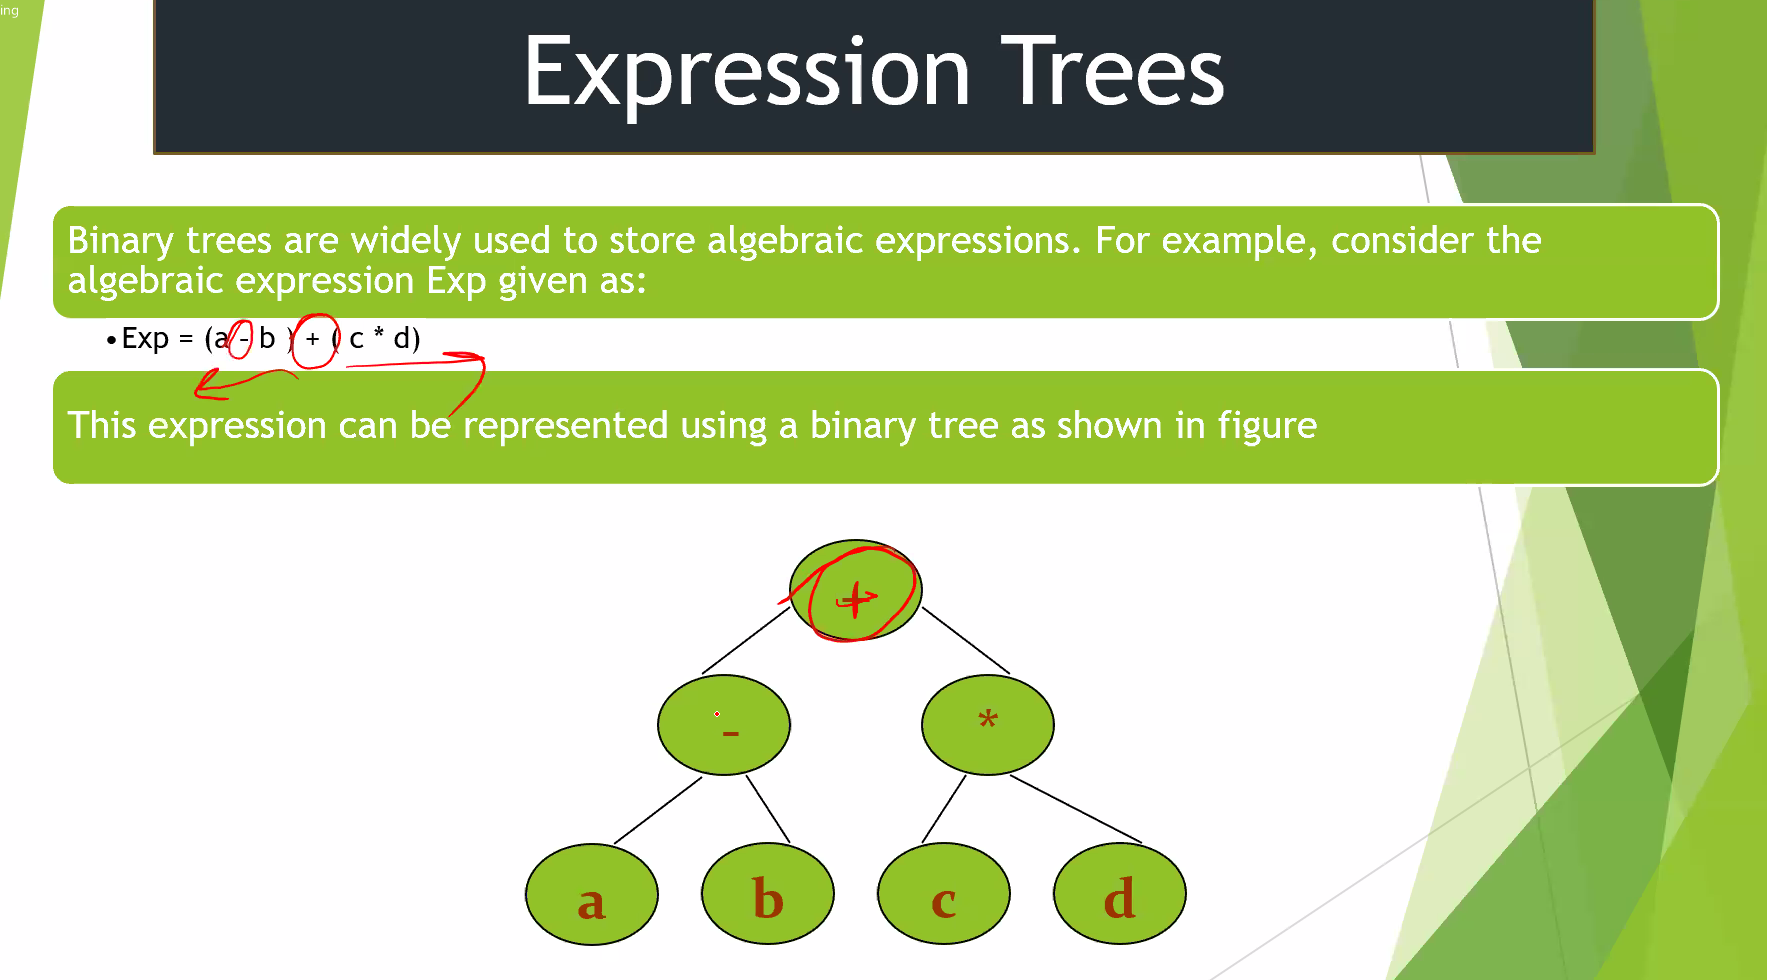 ing
Expression Trees
Binary trees are widely used to store algebraic expressions. For example, consider the
algebraic expression Exp given as:
•Exp = (a - b ) + ( c * d)
This expression can be represented using a binary tree as shown in figure
+
- *
a b c d